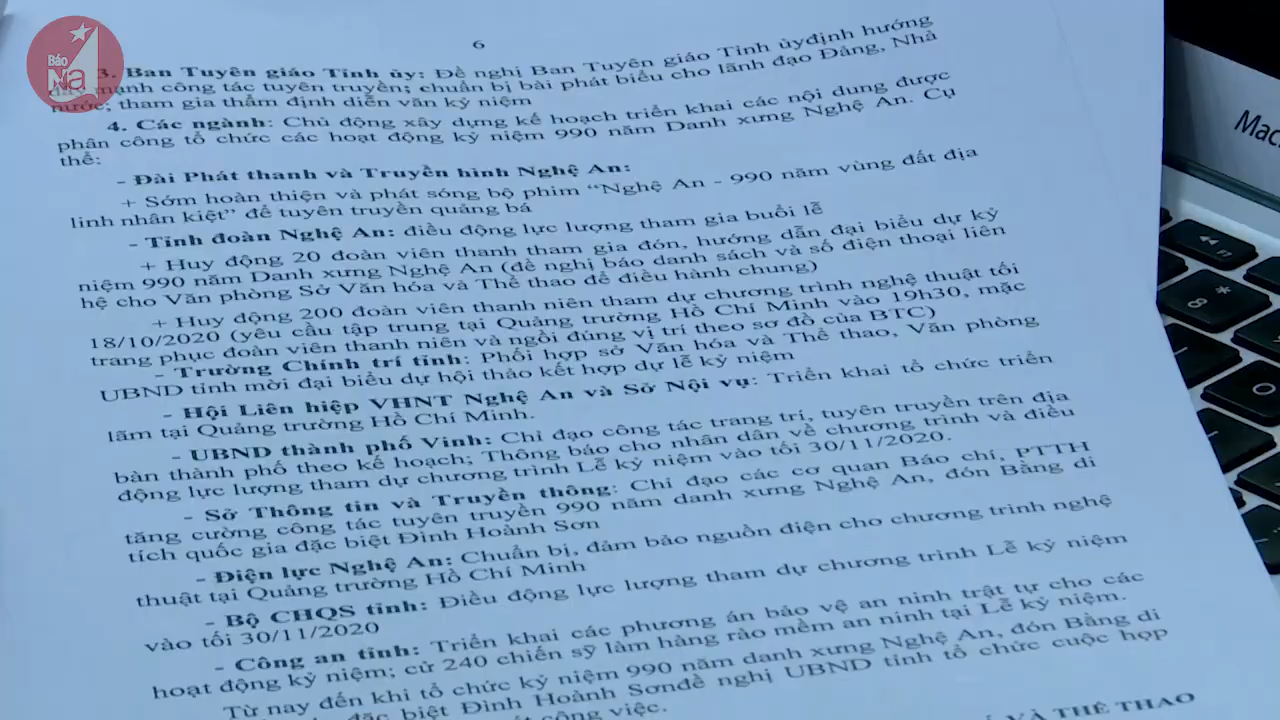 Báo
Na
6
3. Ban Tuyên giáo Tỉnh ủy: Đề nghị Ban Tuyên giáo Tỉnh ủyđịnh hướng
mạnh công tác tuyên truyền; chuẩn bị bài phát biểu cho lãnh đạo Đảng, Nhà
nước; tham gia thẩm định diễn văn kỷ niệm
4. Các ngành: Chủ động xây dựng kế hoạch triển khai các nội dung được
phân công tổ chức các hoạt động kỷ niệm 990 năm Danh xưng Nghệ An. Cụ
thể:
- Đài Phát thanh và Truyền hình Nghệ An:
+ Sớm hoàn thiện và phát sóng bộ phim “Nghệ An - 990 năm vùng đất địa
linh nhân kiệt” để tuyên truyền quảng bá
- Tỉnh đoàn Nghệ An: điều động lực lượng tham gia buổi lễ
+ Huy động 20 đoàn viên thanh tham gia đón, hướng dẫn đại biểu dự kỷ
niệm 990 năm Danh xưng Nghệ An (đề nghị báo danh sách và số điện thoại liên
hệ cho Văn phòng Sở Văn hóa và Thể thao để điều hành chung)
+ Huy động 200 đoàn viên thanh niên tham dự chương trình nghệ thuật tối
18/10/2020 (yêu cầu tập trung tại Quảng trường Hồ Chí Minh vào 19h30, mặc
trang phục đoàn viên thanh niên và ngồi đúng vị trí theo sơ đồ của BTC)
- Trường Chính trí tỉnh: Phối hợp sở Văn hóa và Thể thao, Văn phòng
UBND tỉnh mời đại biểu dự hội thảo kết hợp dự lễ kỷ niệm
- Hội Liên hiệp VHNT Nghệ An và Sở Nội vụ: Triển khai tổ chức triển
lãm tại Quảng trường Hồ Chí Minh.
- UBND thành phố Vinh: Chỉ đạo công tác trang trí, tuyên truyền trên địa
bàn thành phố theo kế hoạch; Thông báo cho nhân dân về chương trình và điều
động lực lượng tham dự chương trình Lễ kỷ niệm vào tối 30/11/2020.
- Sở Thông tin và Truyền thông: Chỉ đạo các cơ quan Báo chí, PTTH
tăng cường công tác tuyên truyền 990 năm danh xưng Nghệ An, đón Bằng di
tích quốc gia đặc biệt Đình Hoành Sơn
- Điện lực Nghệ An: Chuẩn bị, đảm bảo nguồn điện cho chương trình nghệ
thuật tại Quảng trường Hồ Chí Minh
- Bộ CHQS tỉnh: Điều động lực lượng tham dự chương trình Lễ kỷ niệm
vào tối 30/11/2020
- Công an tỉnh: Triển khai các phương án bảo vệ an ninh trật tự cho các
hoạt động kỷ niệm; cử 240 chiến sỹ làm hàng rào mềm an ninh tại Lễ kỷ niệm.
Từ nay đến khi tổ chức kỷ niệm 990 năm danh xưng Nghệ An, đón Bằng di
đặc biệt Đình Hoành Sơnđề nghị UBND tỉnh tổ chức cuộc họp
công việc.
VÀ THỂ THAO
Mac
8
*